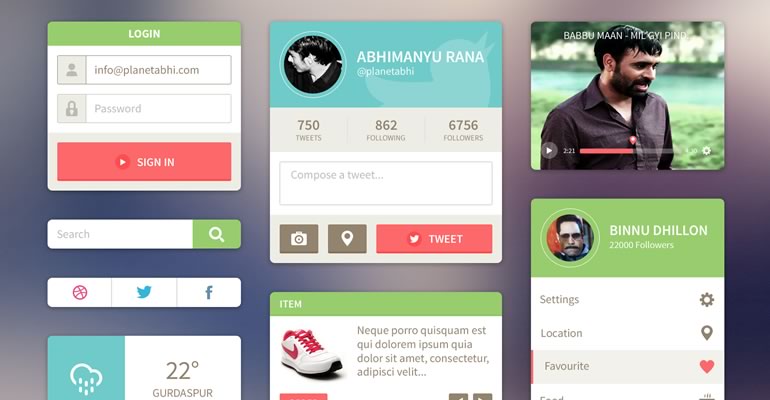 LOGIN
info@planetabhi.com
Password
SIGN IN
Search
22°
GURDASPUR
ABHIMANYU RANA
@planetabhi
750
862
6756
TWEETS
FOLLOWING
FOLLOWERS
Compose a tweet...
TWEET
ITEM
Neque porro quisquam est
qui dolorem ipsum quia
dolor sit amet, consectetur,
adipisci velit...
BABBU MAAN - MIL GYI PIND..
2:21
BINNU DHILLON
22000 Followers
Settings
Location
Favourite